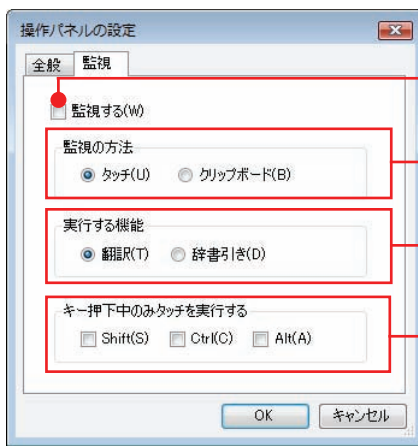 操作パネルの設定
全般 監視
監視する(W)
監視の方法
タッチ(U) クリップボード(B)
実行する機能
翻訳(T) 辞書引き(D)
キー押下中のみタッチを実行する
Shift(S) Ctrl(C) Alt(A)
OK キャンセル